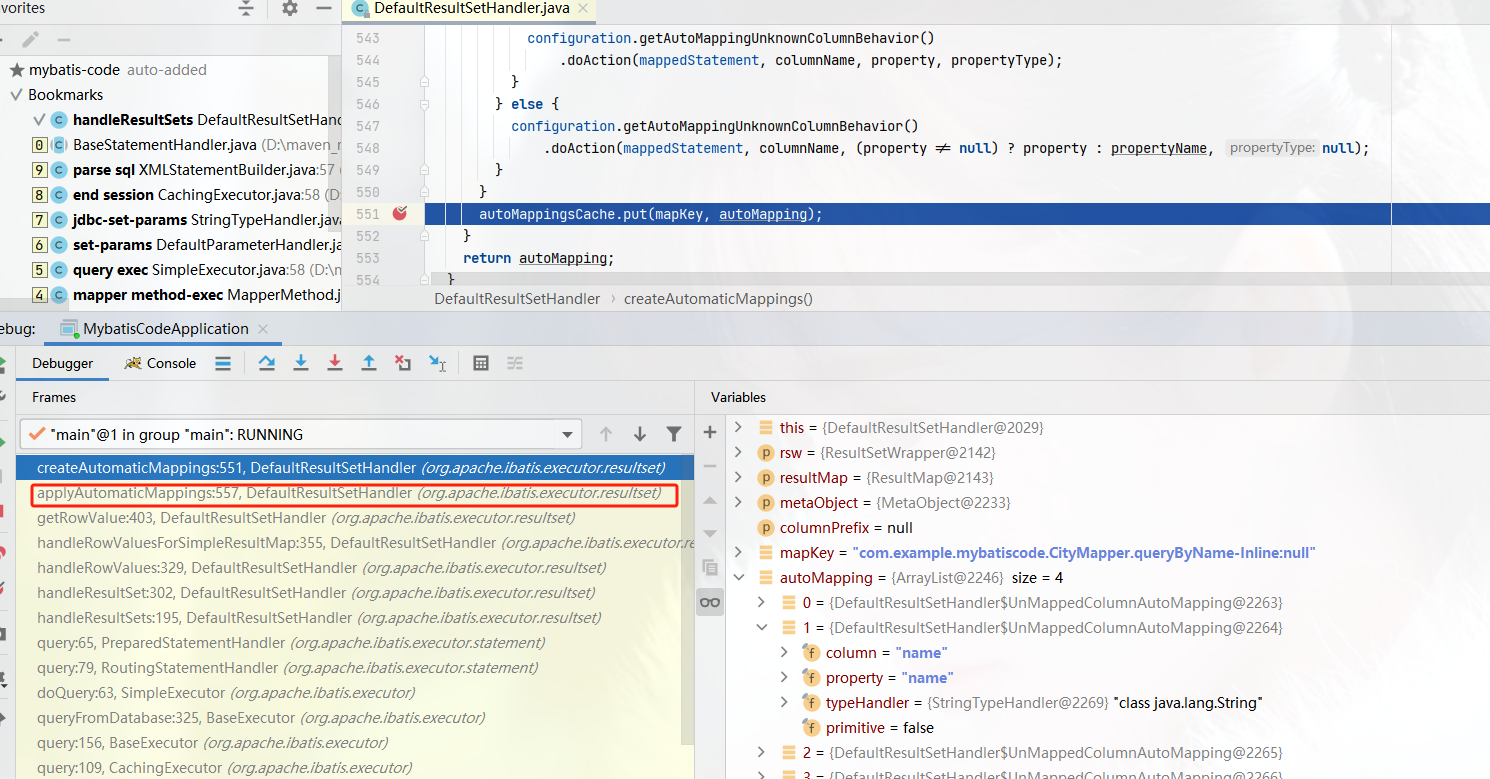 vorites
DefaultResultSetHandler.java
mybatis-code auto-added
Bookmarks
handleResultSets DefaultResultSetHand
0 BaseStatementHandler.java (D:\maven_r
9 parse sql XMLStatementBuilder.java:57 (
8 end session CachingExecutor.java:58 (D:
7 jdbc-set-params StringTypeHandler.java
6 set-params DefaultParameterHandler.ja
5 query exec SimpleExecutor.java:58 (D:\m
4 mapper method-exec MapperMethod.j
543 configuration.getAutoMappingUnknownColumnBehavior()
544 .doAction(mappedStatement, columnName, property, propertyType);
545 }
546 } else {
547 configuration.getAutoMappingUnknownColumnBehavior()
548 .doAction(mappedStatement, columnName, (property != null) ? property : propertyName, propertyType: null);
549 }
550 }
551 autoMappingsCache.put(mapKey, autoMapping);
552 }
553 return autoMapping;
554 }
DefaultResultSetHandler › createAutomaticMappings()
ebug: MybatisCodeApplication
Debugger Console
Frames
"main"@1 in group "main": RUNNING
createAutomaticMappings:551, DefaultResultSetHandler (org.apache.ibatis.executor.resultset)
applyAutomaticMappings:557, DefaultResultSetHandler (org.apache.ibatis.executor.resultset)
getRowValue:403, DefaultResultSetHandler (org.apache.ibatis.executor.resultset)
handleRowValuesForSimpleResultMap:355, DefaultResultSetHandler (org.apache.ibatis.executor.re
handleRowValues:329, DefaultResultSetHandler (org.apache.ibatis.executor.resultset)
handleResultSet:302, DefaultResultSetHandler (org.apache.ibatis.executor.resultset)
handleResultSets:195, DefaultResultSetHandler (org.apache.ibatis.executor.resultset)
query:65, PreparedStatementHandler (org.apache.ibatis.executor.statement)
query:79, RoutingStatementHandler (org.apache.ibatis.executor.statement)
doQuery:63, SimpleExecutor (org.apache.ibatis.executor)
queryFromDatabase:325, BaseExecutor (org.apache.ibatis.executor)
query:156, BaseExecutor (org.apache.ibatis.executor)
query:109, CachingExecutor (org.apache.ibatis.executor)
Variables
this = {DefaultResultSetHandler@2029}
rsw = {ResultSetWrapper@2142}
resultMap = {ResultMap@2143}
metaObject = {MetaObject@2233}
columnPrefix = null
mapKey = "com.example.mybatiscode.CityMapper.queryByName-Inline:null"
autoMapping = {ArrayList@2246} size = 4
0 = {DefaultResultSetHandler$UnMappedColumnAutoMapping@2263}
1 = {DefaultResultSetHandler$UnMappedColumnAutoMapping@2264}
column = "name"
property = "name"
typeHandler = {StringTypeHandler@2269} "class java.lang.String"
primitive = false
2 = {DefaultResultSetHandler$UnMappedColumnAutoMapping@2265}
3 = {DefaultResultSetHandler$UnMappedColumnAutoMapping@2266}